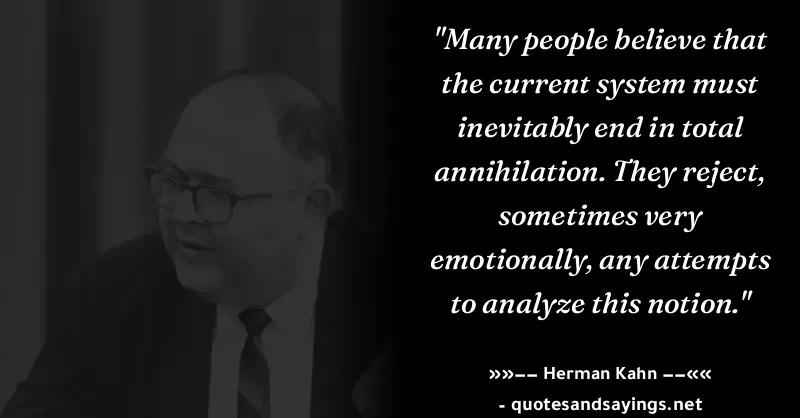 "Many people believe that
the current system must
inevitably end in total
annihilation. They reject,
sometimes very
emotionally, any attempts
to analyze this notion."
»»–– Herman Kahn ––««
- quotesandsayings.net